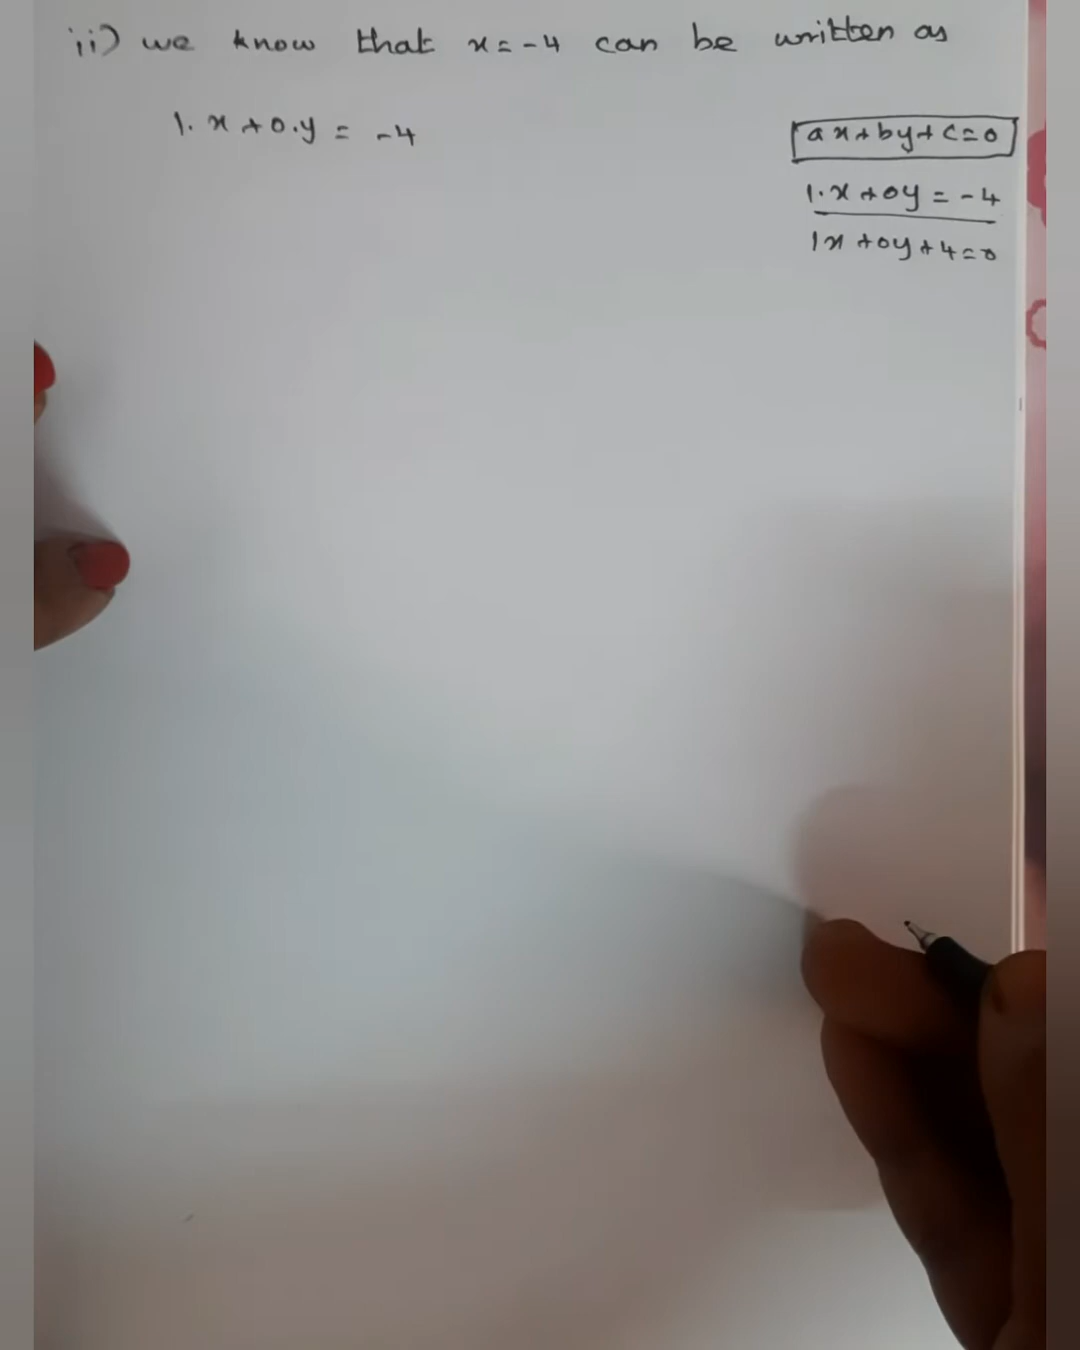 ii) we know that x = -4 can be written as
1. x + 0.y = -4
ax + by + c = 0
1.x + 0y = -4
1x + 0y + 4 = 0